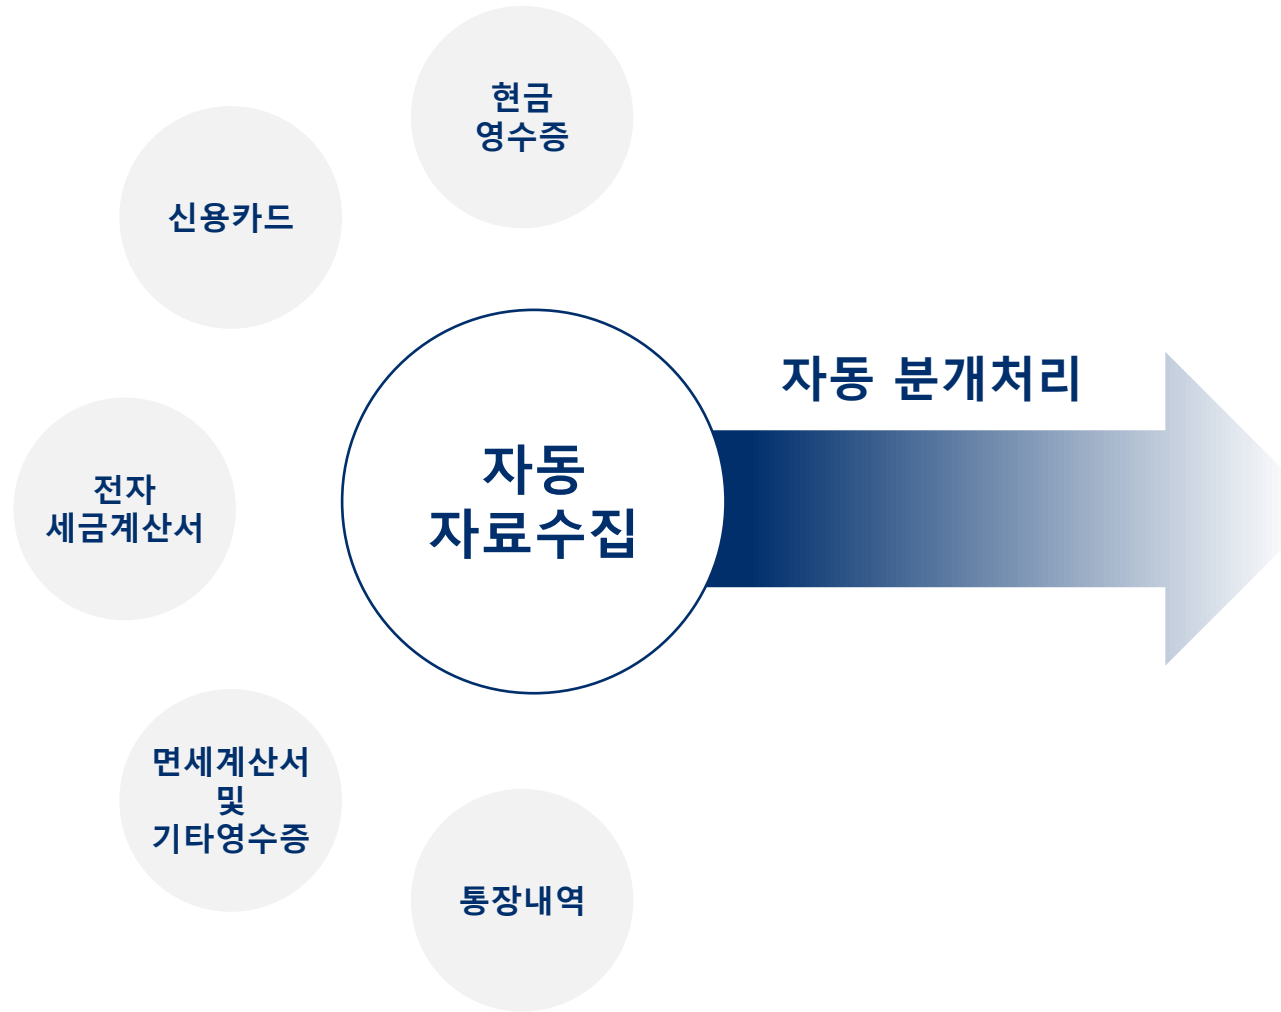 현금
영수증
신용카드
자동 분개처리
자동
자료수집
전자
세금계산서
면세계산서
및
기타영수증
통장내역